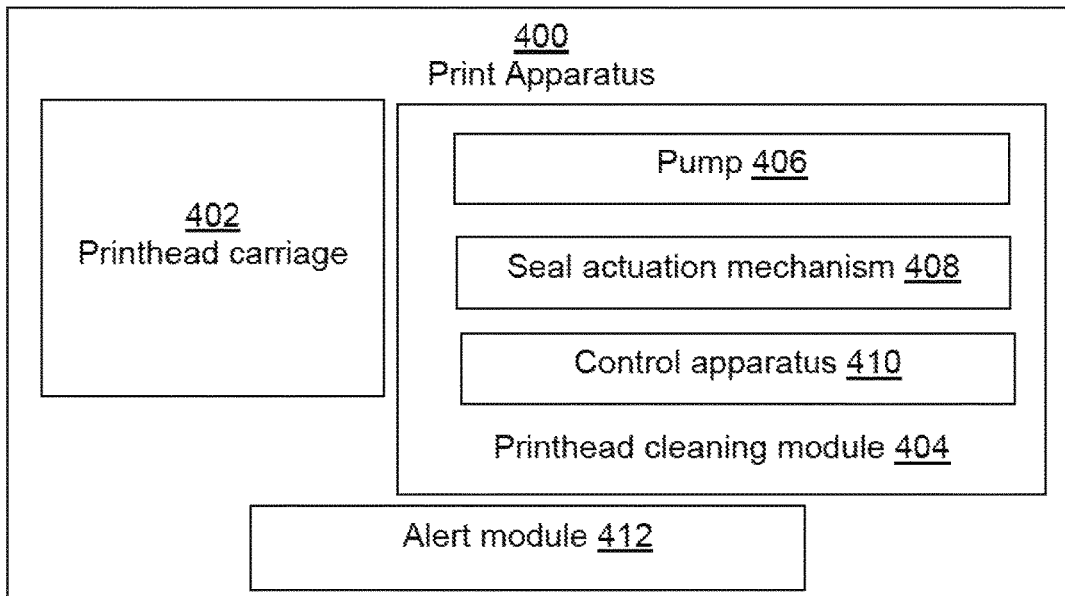 400
Print Apparatus
402
Printhead carriage
Pump 406
Seal actuation mechanism 408
Control apparatus 410
Printhead cleaning module 404
Alert module 412